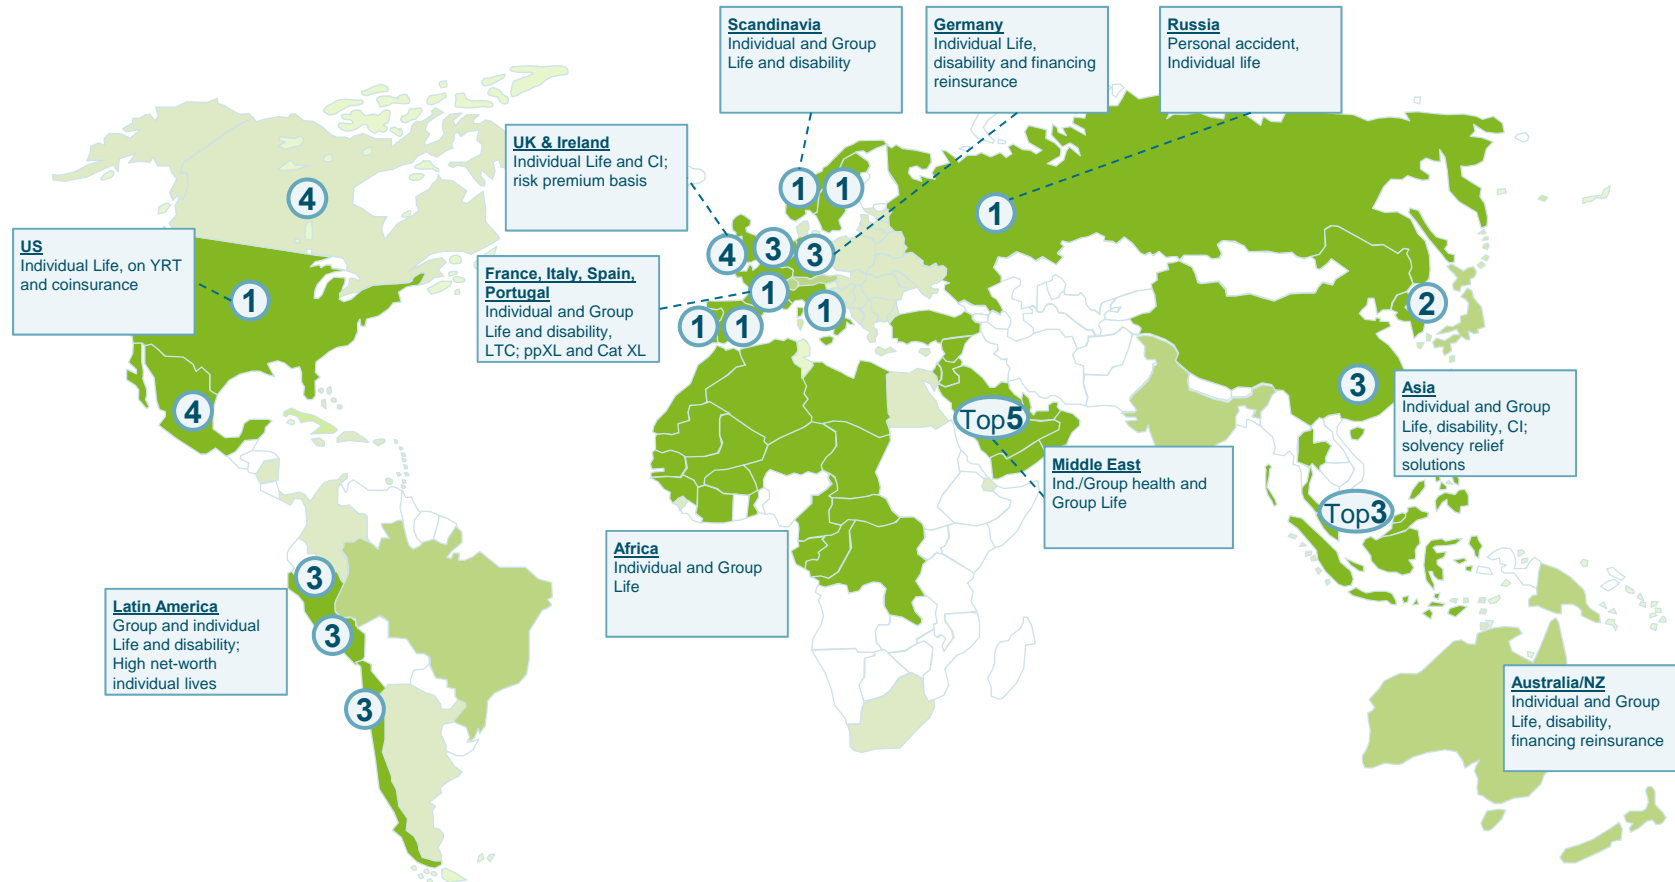 Scandinavia
Individual and Group
Life and disability
Germany
Individual Life,
disability and financing
reinsurance
Russia
Personal accident,
Individual life
UK & Ireland
Individual Life and CI;
risk premium basis
1
1
4
1
US
Individual Life, on YRT
and coinsurance
4
3
3
France, Italy, Spain,
Portugal
Individual and Group
Life and disability,
LTC; ppXL and Cat XL
1
1
1
1
1
2
4
3
Asia
Individual and Group
Life, disability, CI;
solvency relief
solutions
Top5
Middle East
Ind./Group health and
Group Life
Top3
Africa
Individual and Group
Life
3
Latin America
Group and individual
Life and disability;
High net-worth
individual lives
3
3
Australia/NZ
Individual and Group
Life, disability,
financing reinsurance